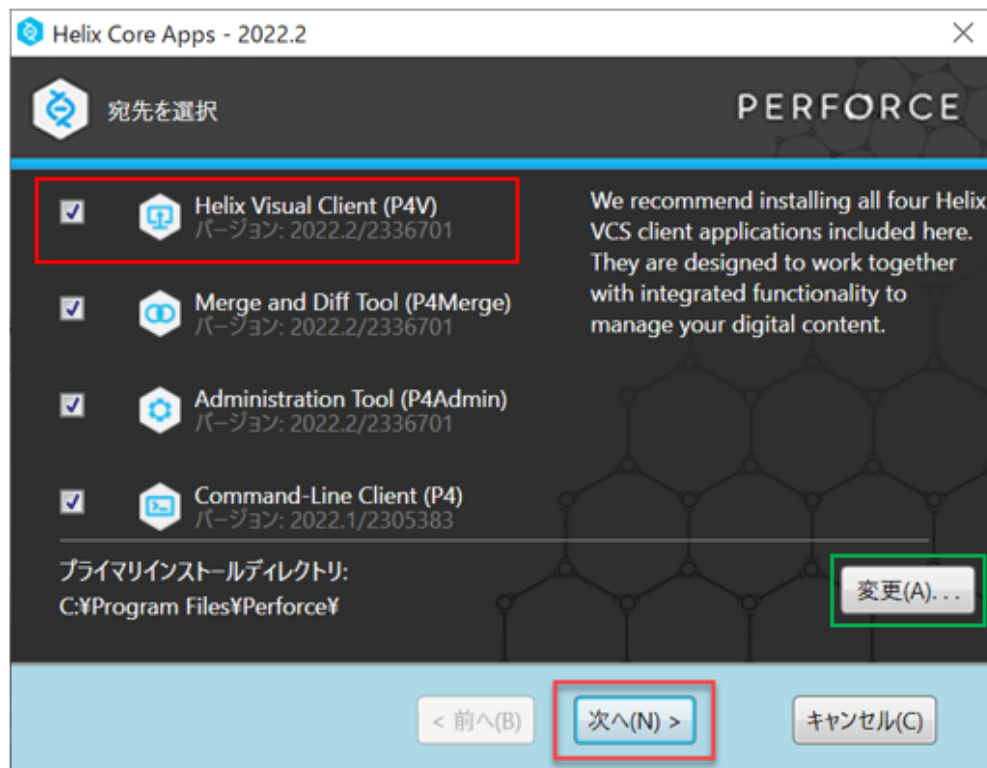 Helix Core Apps - 2022.2
宛先を選択
PERFORCE
Helix Visual Client (P4V)
バージョン: 2022.2/2336701
Merge and Diff Tool (P4Merge)
バージョン: 2022.2/2336701
Administration Tool (P4Admin)
バージョン: 2022.2/2336701
Command-Line Client (P4)
バージョン: 2022.1/2305383
We recommend installing all four Helix
VCS client applications included here.
They are designed to work together
with integrated functionality to
manage your digital content.
プライマリインストールディレクトリ:
C:¥Program Files¥Perforce¥
変更(A)...
< 前へ(B)
次へ(N) >
キャンセル(C)